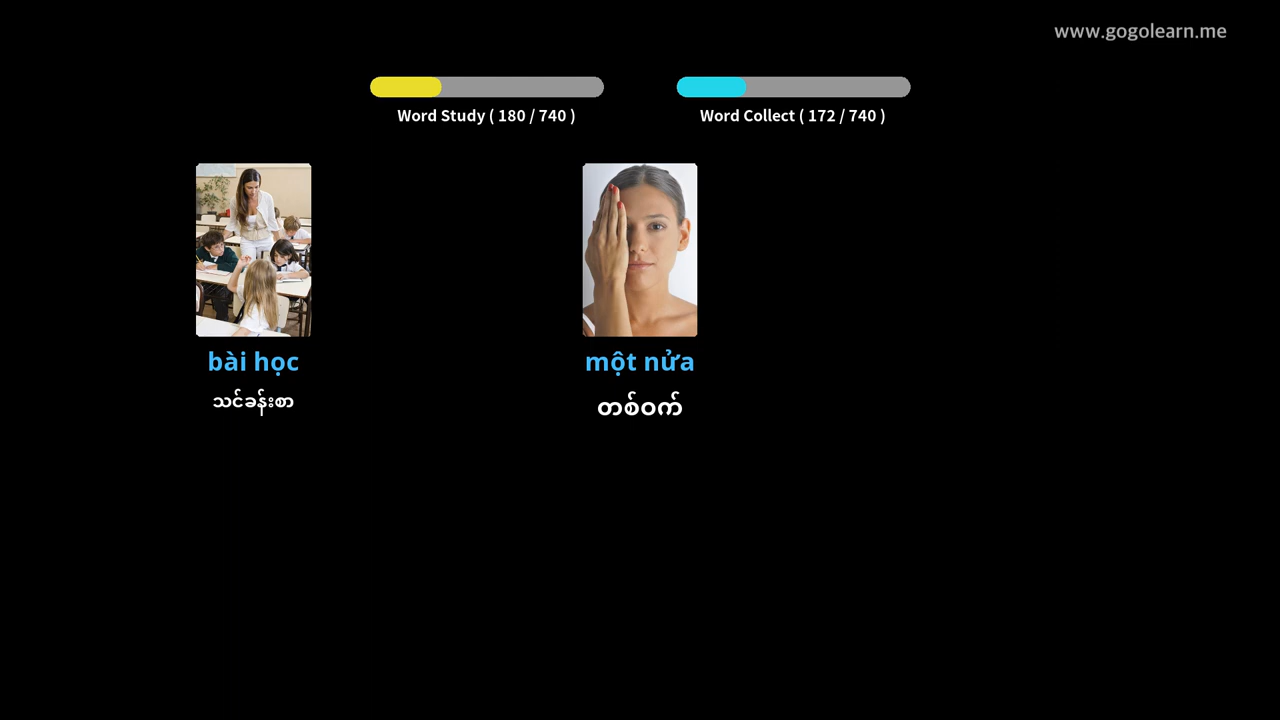 www.gogolearn.me
Word Study ( 180 / 740 )
Word Collect ( 172 / 740 )
bài học
သင်ခန်းစာ
một nửa
တစ်ဝက်